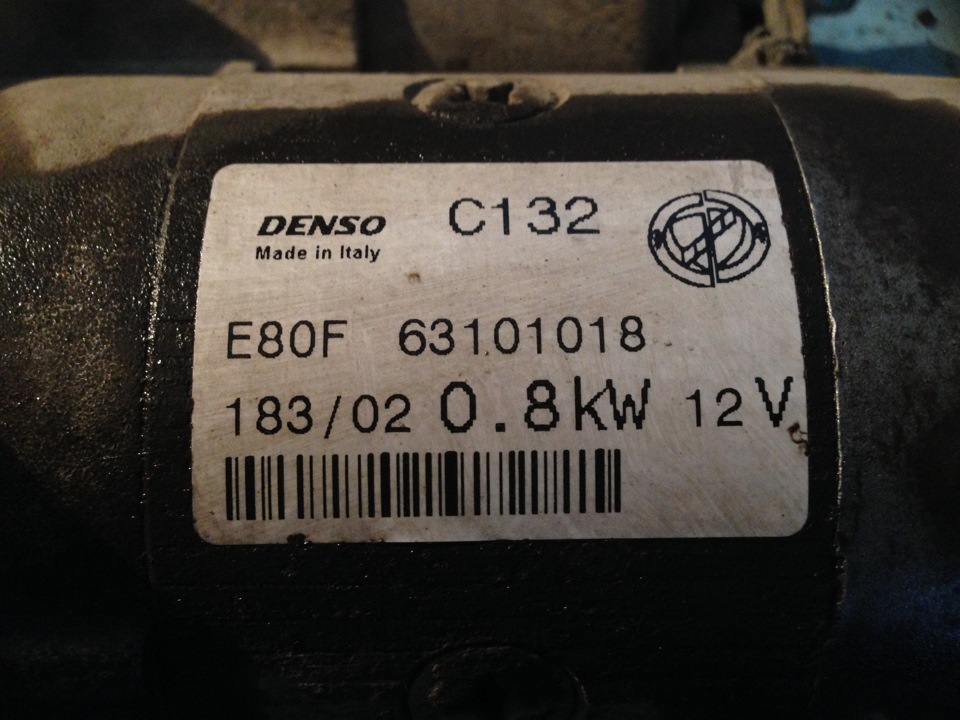 DENSO C132
Made in Italy
E80F 63101018
183/02 0.8kW 12V